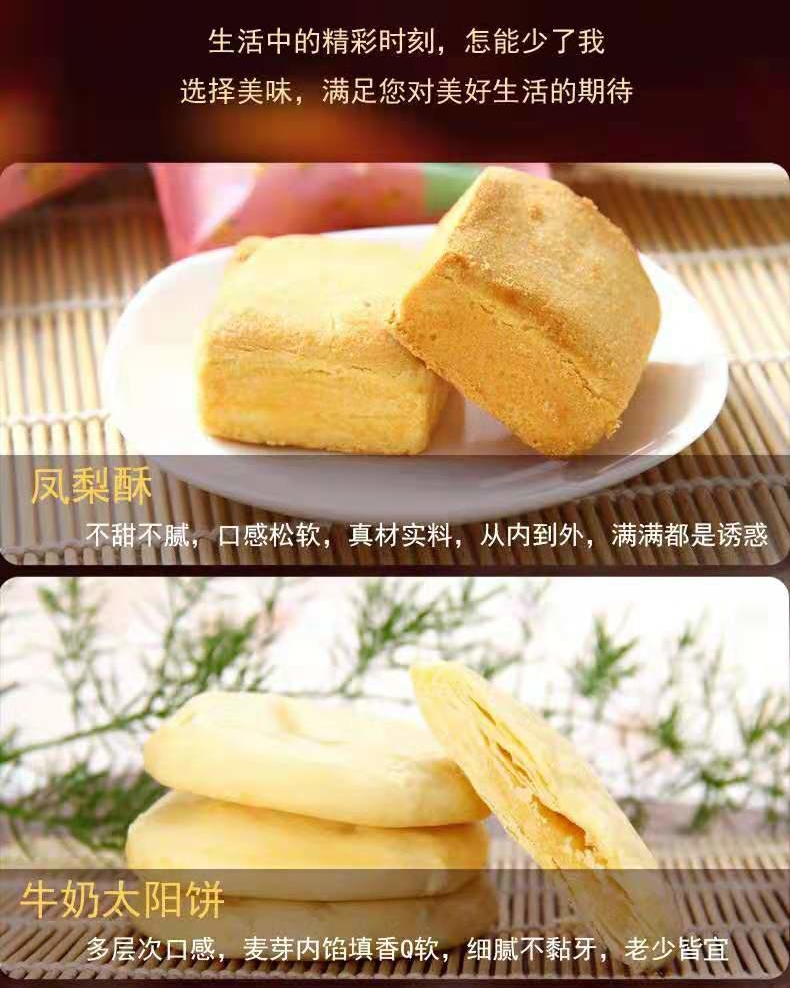 生活中的精彩时刻，怎能少了我
选择美味，满足您对美好生活的期待
凤梨酥
不甜不腻，口感松软，真材实料，从内到外，满满都是诱惑
牛奶太阳饼
多层次口感，麦芽内馅填香Q软，细腻不黏牙，老少皆宜